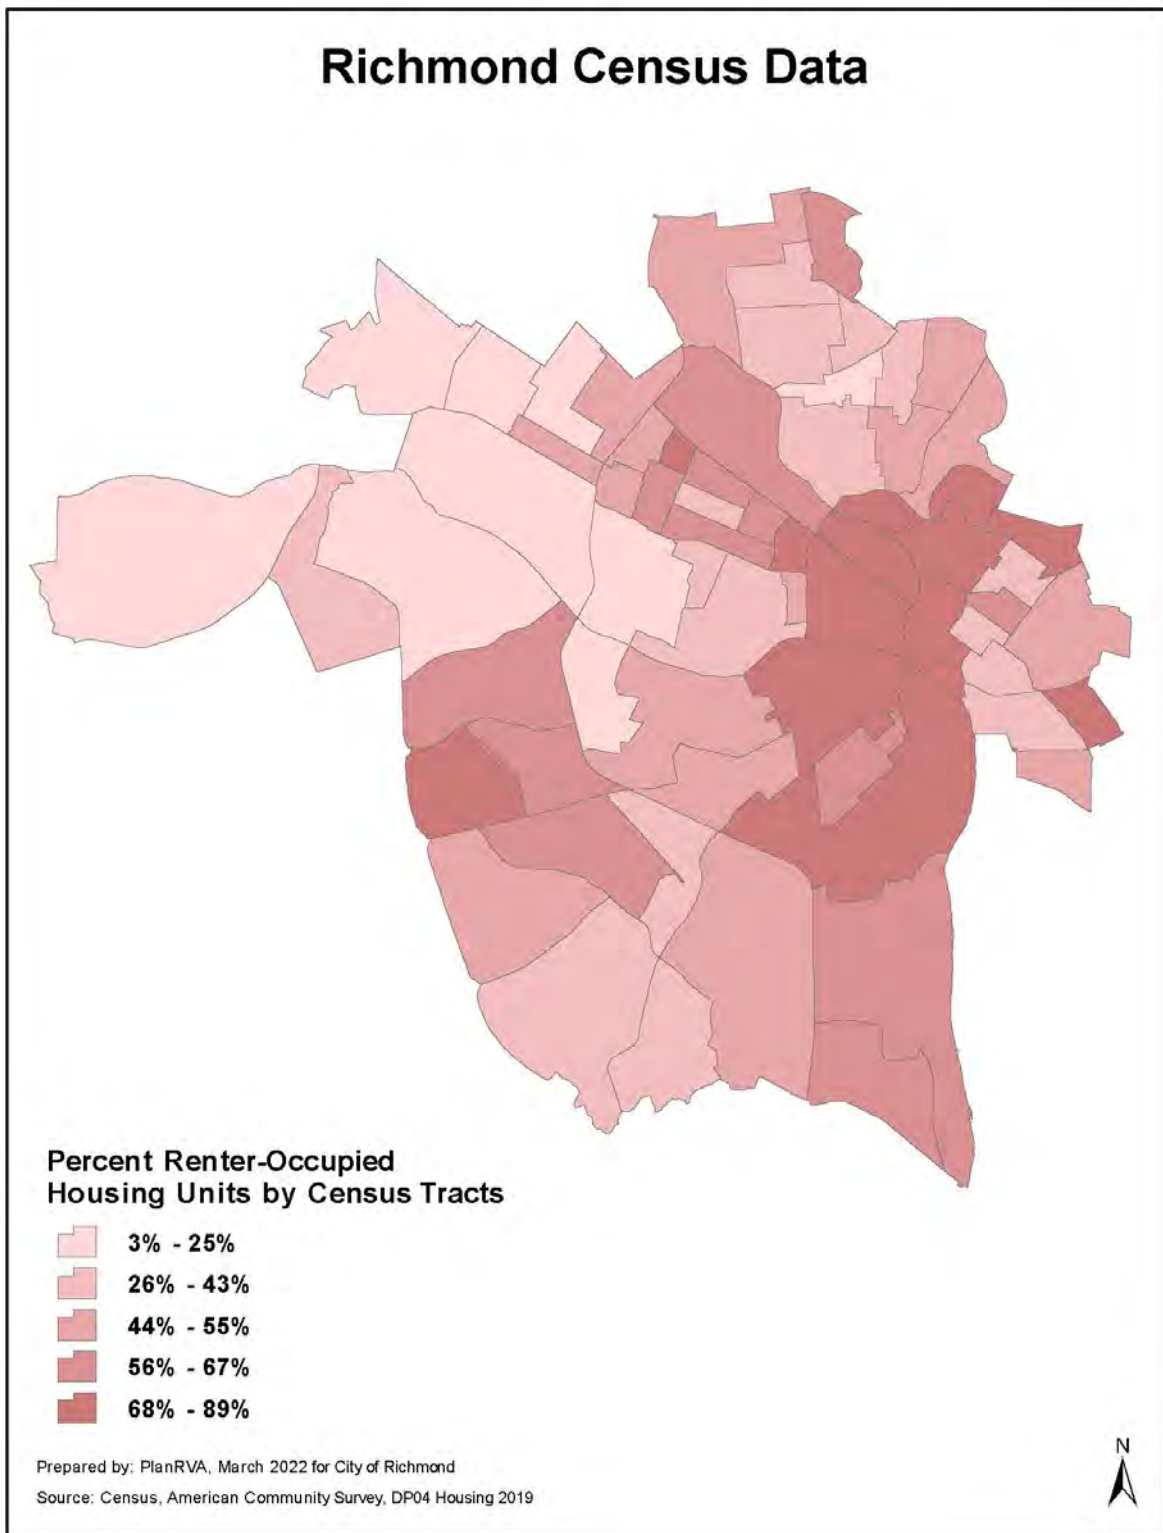 Richmond Census Data
Percent Renter-Occupied
Housing Units by Census Tracts
3% - 25%
26% - 43%
44% - 55%
56% - 67%
68% - 89%
Prepared by: PlanRVA, March 2022 for City of Richmond
Source: Census, American Community Survey, DP04 Housing 2019
N